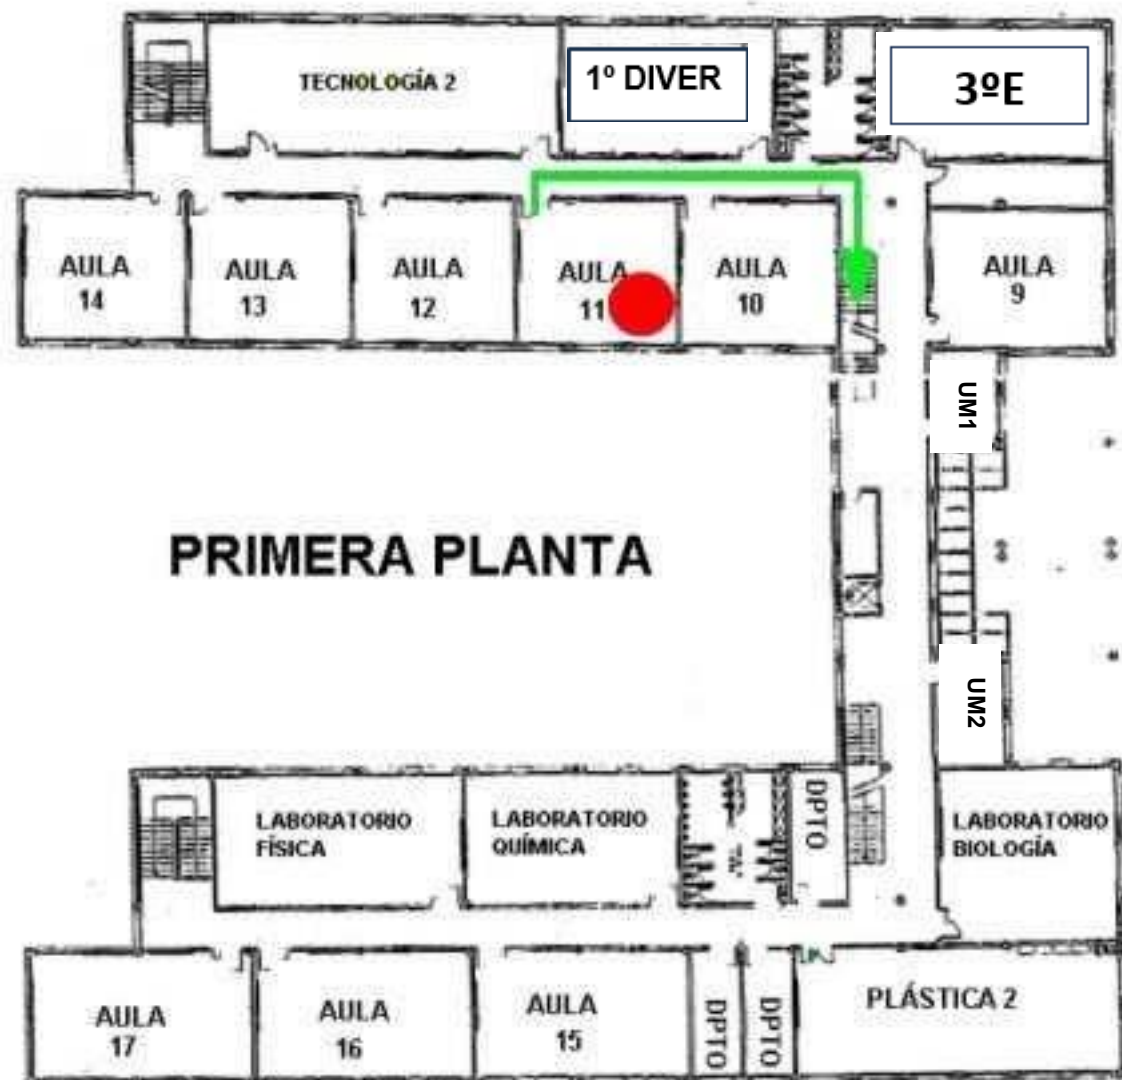 TECNOLOGÍA 2
1º DIVER
3ºE
AULA
14
AULA
13
AULA
12
AULA
11
AULA
10
AULA
9
UM1
PRIMERA PLANTA
UM2
LABORATORIO
FÍSICA
LABORATORIO
QUÍMICA
DPTO
LABORATORIO
BIOLOGÍA
AULA
17
AULA
16
AULA
15
DPTO
DPTO
PLÁSTICA 2